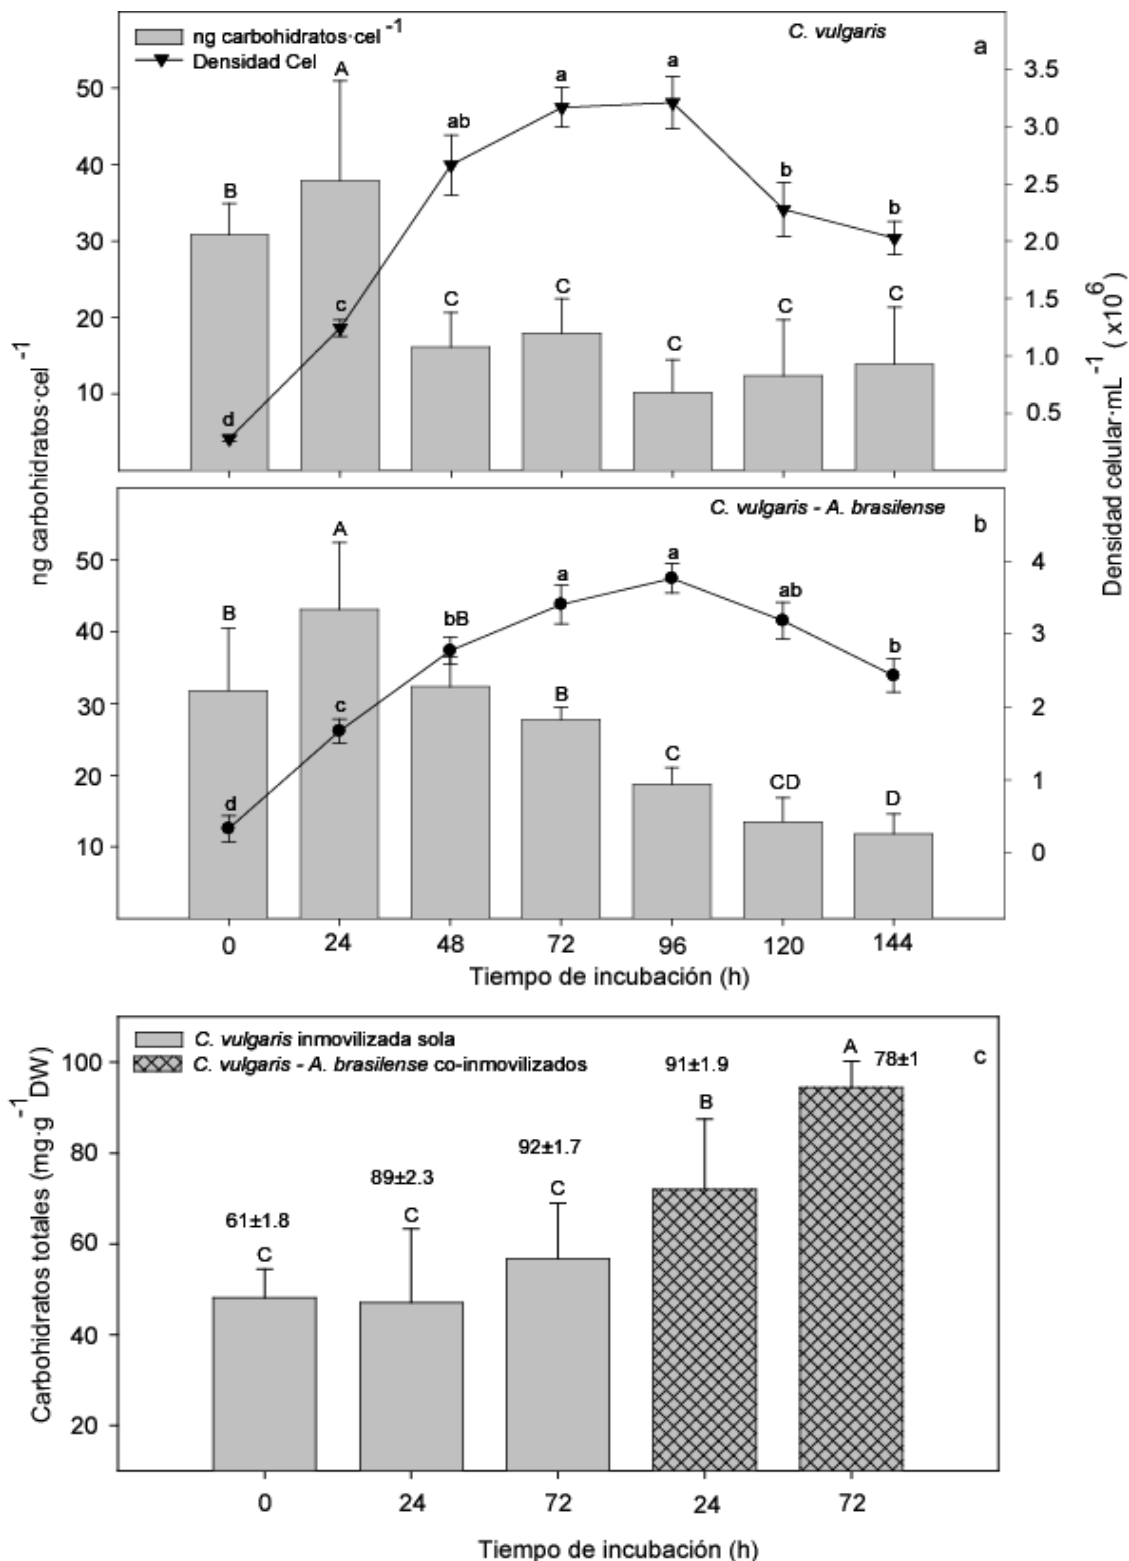 ng carbohidratos·cel⁻¹
Densidad Cel
C. vulgaris
a
50
40
30
20
10
B
A
C
C
C
C
C
d
c
ab
a
a
b
b
3.5
3.0
2.5
2.0
1.5
1.0
0.5
ng carbohidratos·cel⁻¹
Densidad celular·mL⁻¹ (x10⁶)
C. vulgaris - A. brasilense
b
50
40
30
20
10
B
A
bB
B
C
CD
D
d
c
a
a
ab
b
4
3
2
1
0
0 24 48 72 96 120 144
Tiempo de incubación (h)
C. vulgaris inmovilizada sola
C. vulgaris - A. brasilense co-inmovilizados
c
Carbohidratos totales (mg·g⁻¹ DW)
100
80
60
40
20
61±1.8
C
89±2.3
C
92±1.7
C
91±1.9
B
A
78±1
0 24 72 24 72
Tiempo de incubación (h)